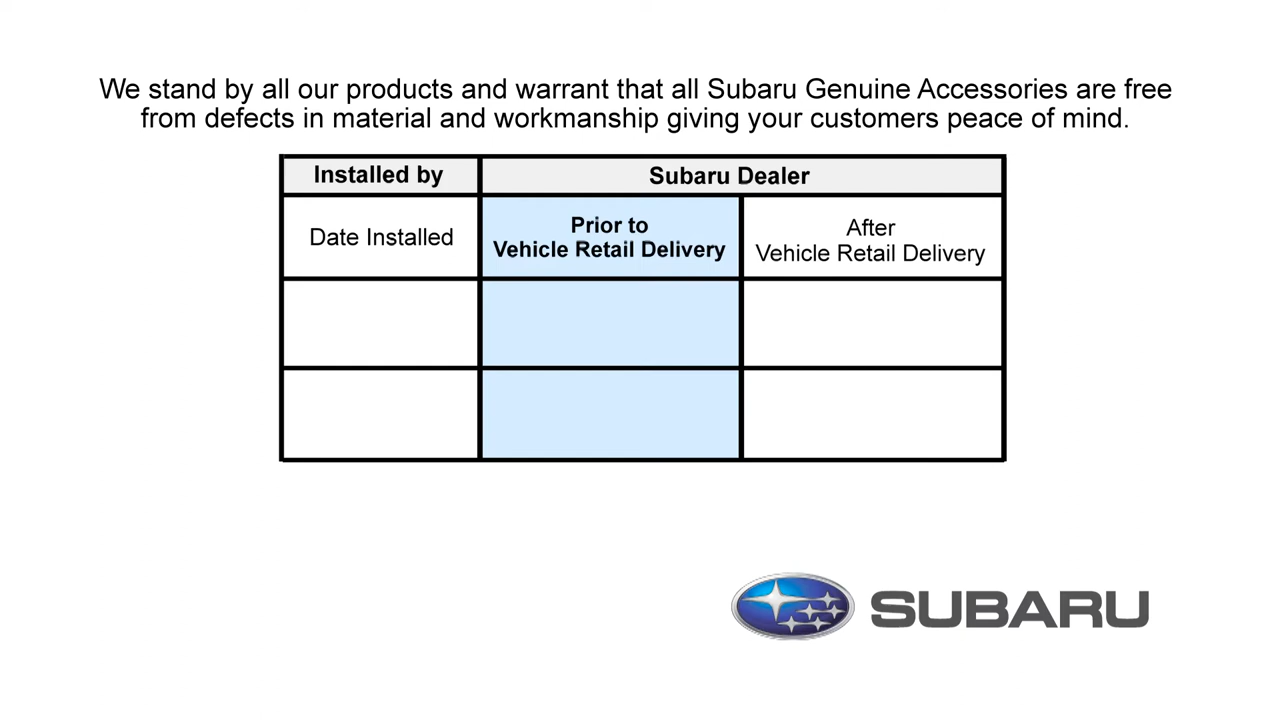 We stand by all our products and warrant that all Subaru Genuine Accessories are free
from defects in material and workmanship giving your customers peace of mind.
Installed by
Subaru Dealer
Date Installed
Prior to
Vehicle Retail Delivery
After
Vehicle Retail Delivery
SUBARU